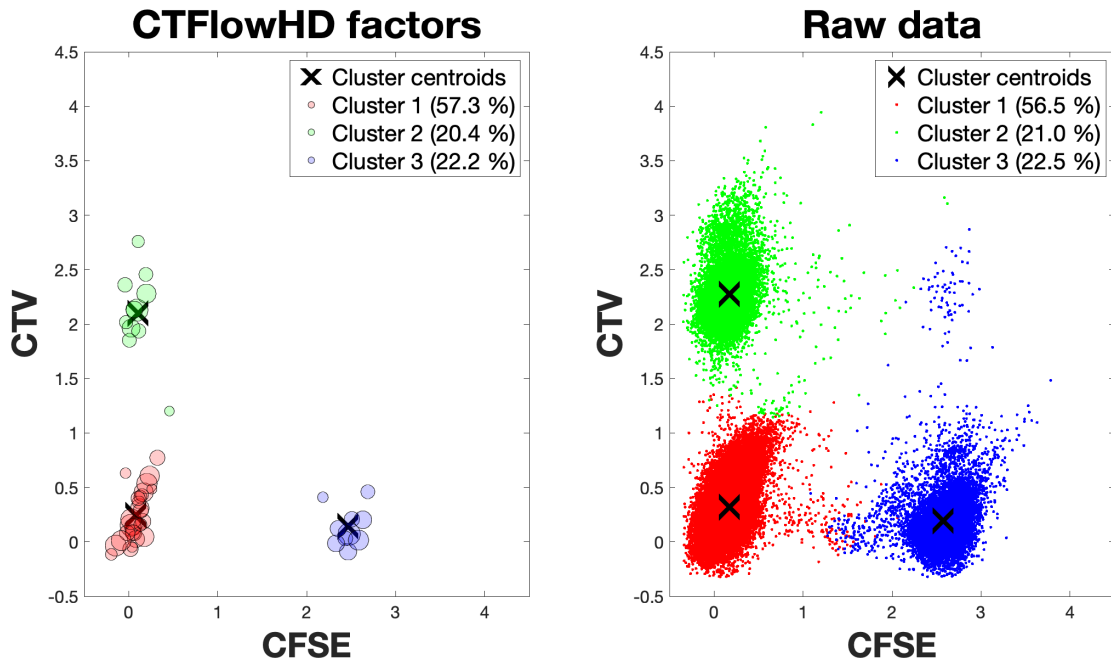 CTFlowHD factors
4.5
4
3.5
3
2.5
2
1.5
1
0.5
0
-0.5
CTV
Cluster centroids
Cluster 1 (57.3 %)
Cluster 2 (20.4 %)
Cluster 3 (22.2 %)
0
1
2
3
4
CFSE
Raw data
4.5
4
3.5
3
2.5
2
1.5
1
0.5
0
-0.5
CTV
Cluster centroids
Cluster 1 (56.5 %)
Cluster 2 (21.0 %)
Cluster 3 (22.5 %)
0
1
2
3
4
CFSE